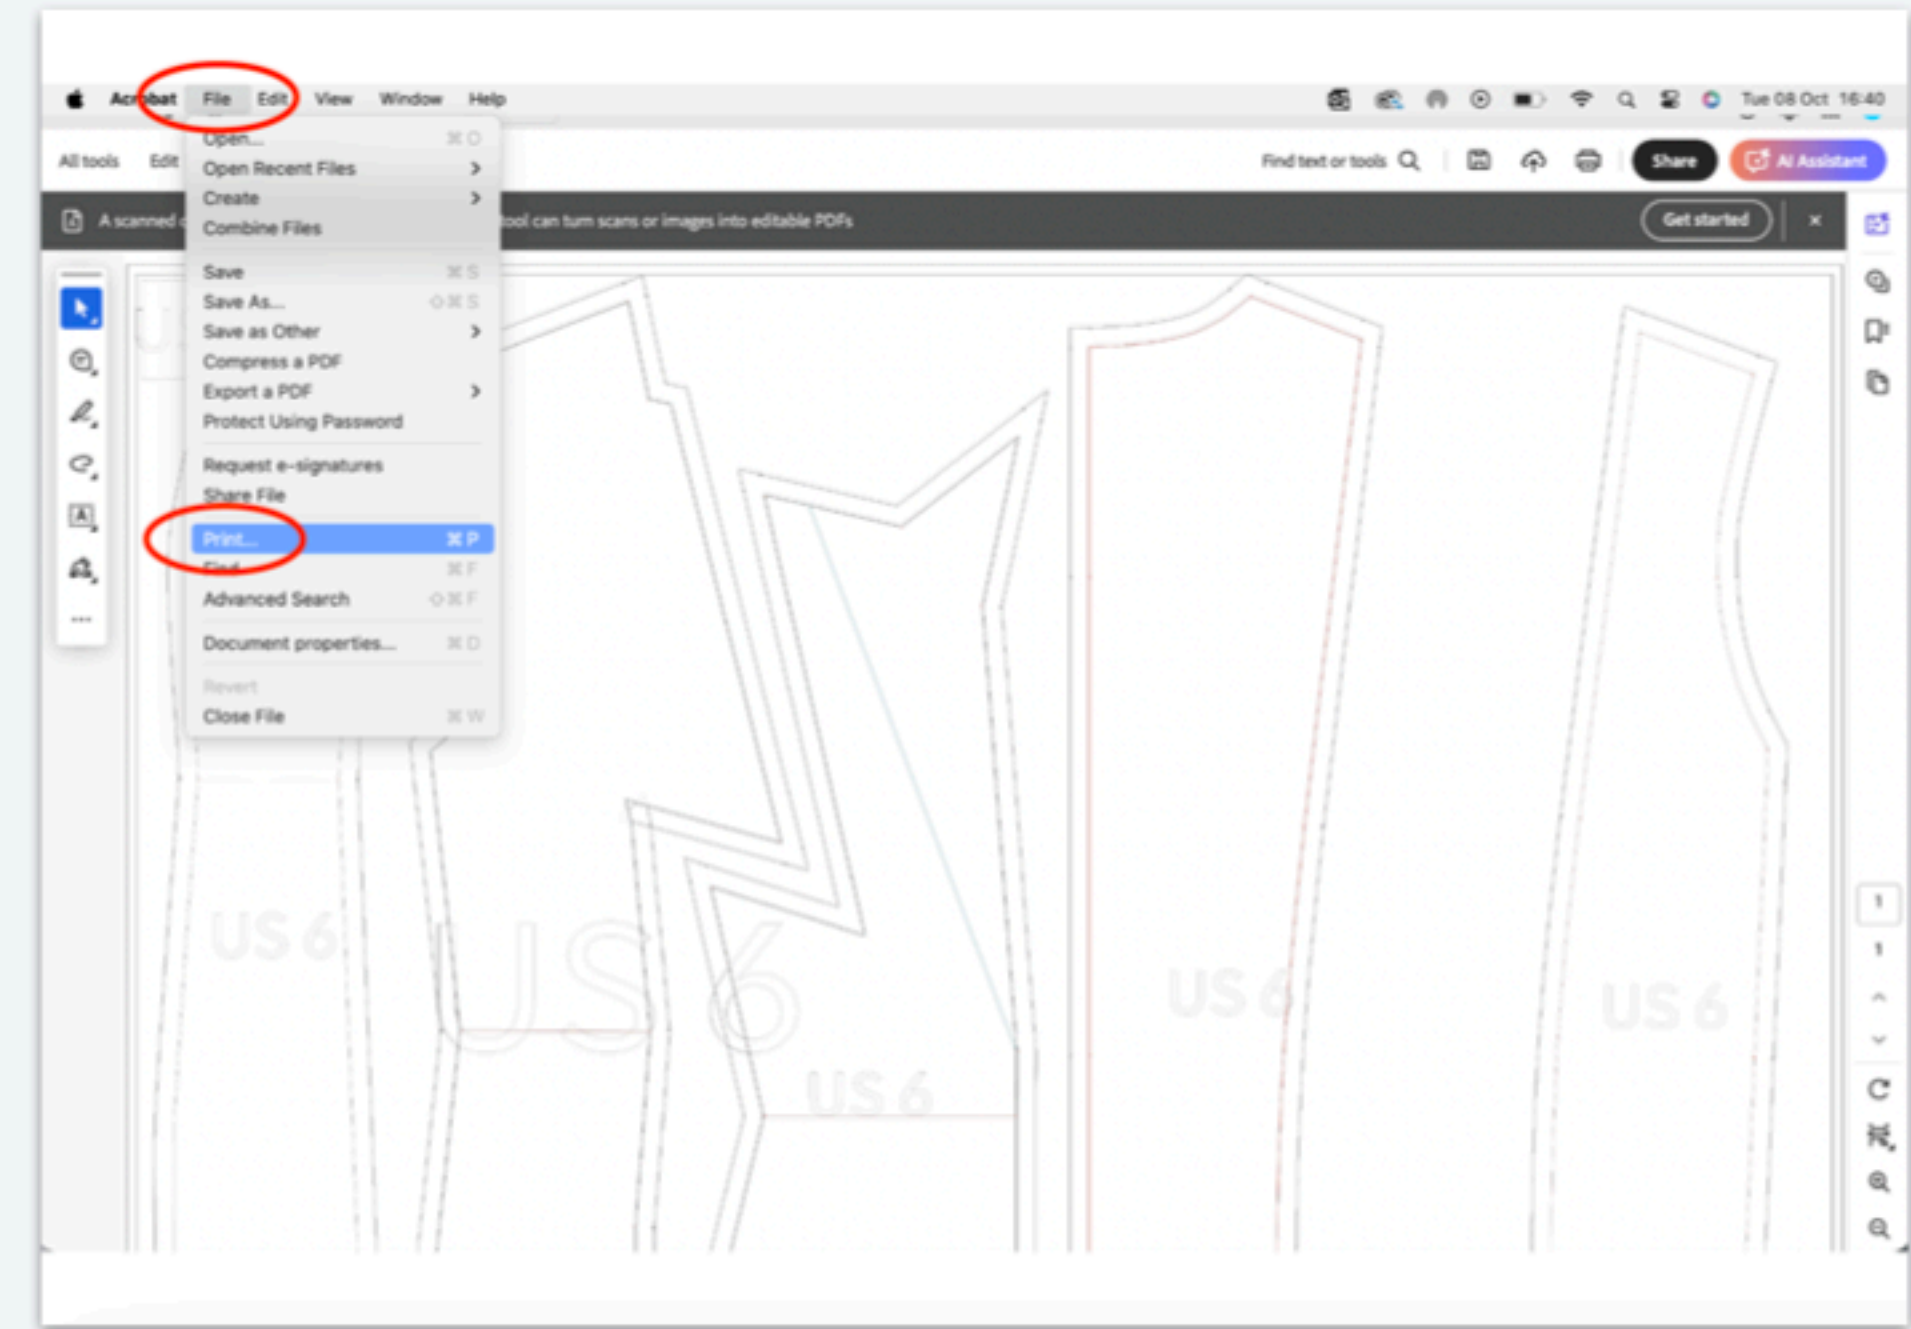 Acrobat File Edit View Window Help Tue 08 Oct 16:40
All tools Edit Find text or tools Share AI Assistant
A scanned tool can turn scans or images into editable PDFs Get started
Open... ⌘ O
Open Recent Files
Create
Combine Files
Save ⌘ S
Save As... ⇧⌘ S
Save as Other
Compress a PDF
Export a PDF
Protect Using Password
Request e-signatures
Share File
Print... ⌘ P
Find ⌘ F
Advanced Search ⇧⌘ F
Document properties... ⌘ D
Revert
Close File ⌘ W
US 6
US 6
US 6
US 6
US 6
1
1